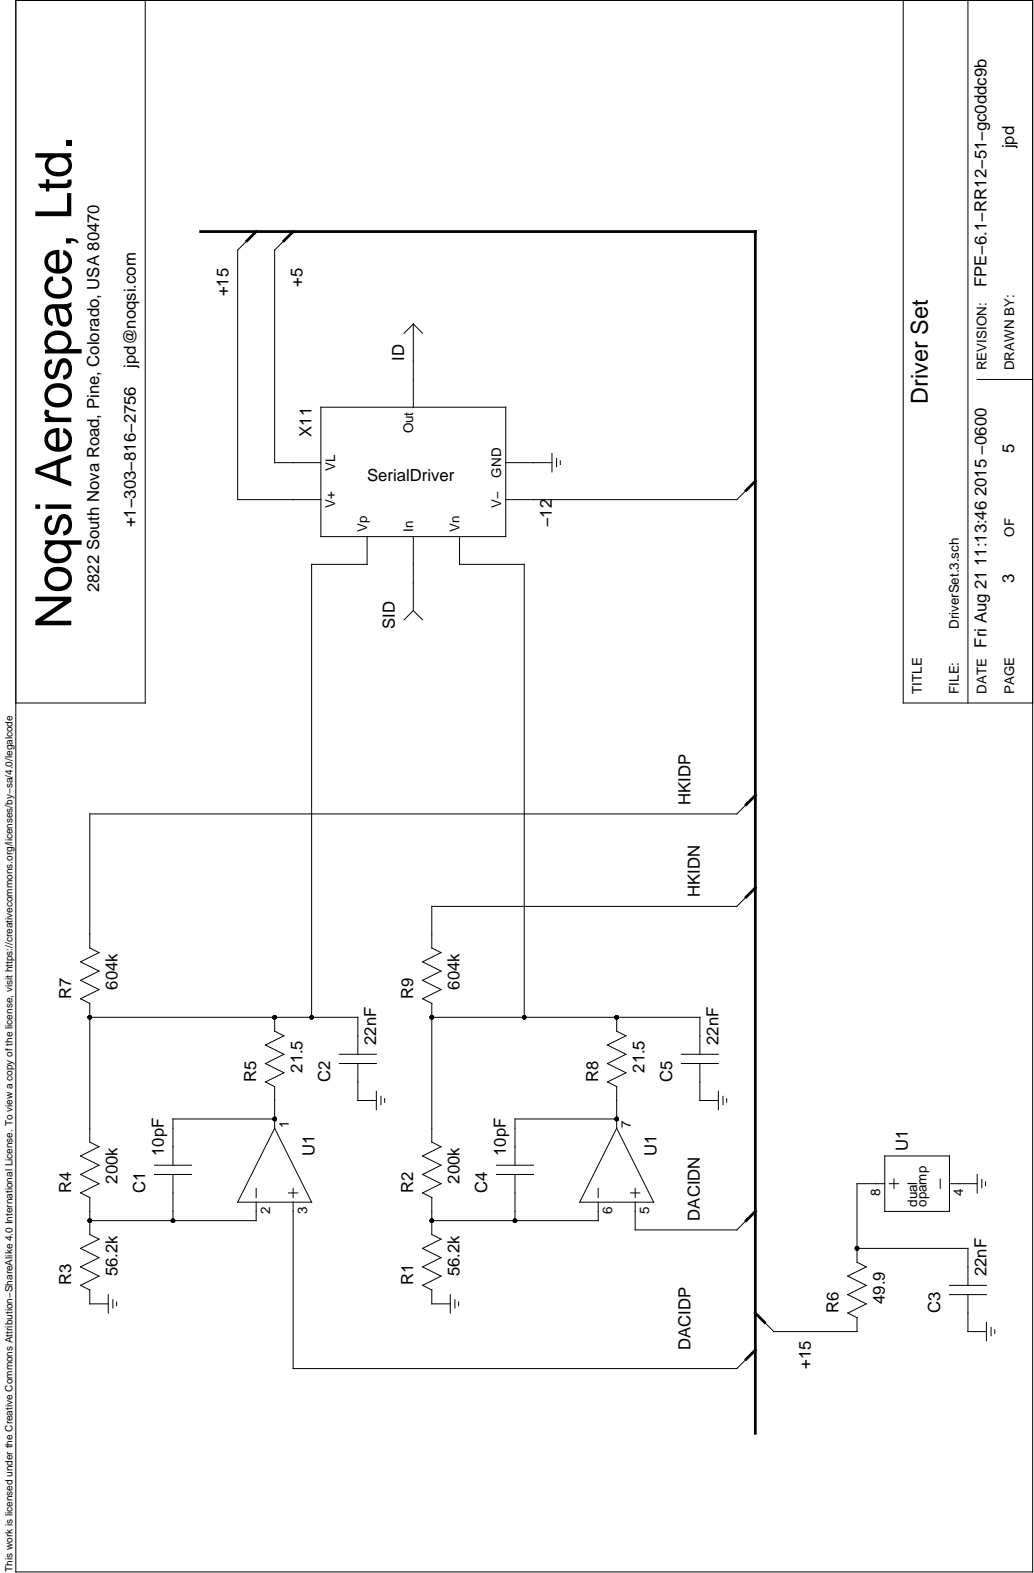 This work is licensed under the Creative Commons Attribution–ShareAlike 4.0 International License. To view a copy of the license, visit https://creativecommons.org/licenses/by–sa/4.0/legalcode
Noqsi Aerospace, Ltd.
2822 South Nova Road, Pine, Colorado, USA 80470
+1–303–816–2756 jpd@noqsi.com
R3
56.2k
R4
200k
R7
604k
C1
10pF
2
3
1
U1
R5
21.5
C2
22nF
R1
56.2k
R2
200k
R9
604k
C4
10pF
6
5
7
U1
R8
21.5
C5
22nF
DACIDP
DACIDN
HKIDN
HKIDP
+15
+5
X11
V+
VL
Vp
In
Vn
SerialDriver
Out
V–
GND
SID
ID
–12
+15
R6
49.9
C3
22nF
U1
8
dual
opamp
4
TITLE
Driver Set
FILE: DriverSet.3.sch
DATE Fri Aug 21 11:13:46 2015 –0600
REVISION: FPE–6.1–RR12–51–gc0ddc9b
PAGE 3 OF 5
DRAWN BY: jpd